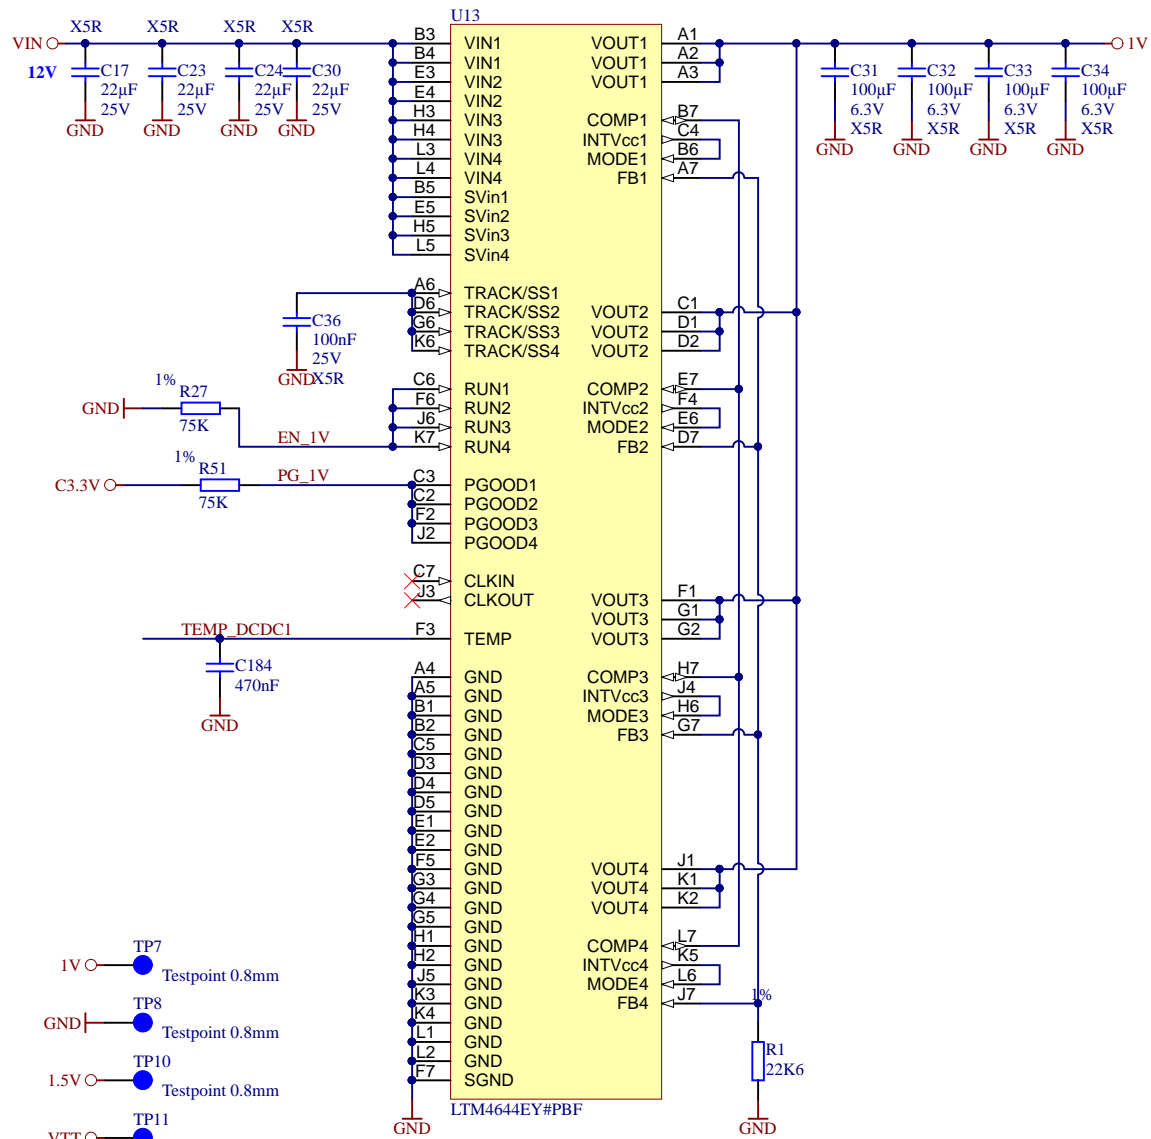 U13
X5R X5R X5R X5R
VIN
12V
C17
22µF
25V
GND
C23
22µF
25V
GND
C24
22µF
25V
GND
C30
22µF
25V
GND
B3 VIN1
B4 VIN1
E3 VIN2
E4 VIN2
H3 VIN3
H4 VIN3
L3 VIN4
L4 VIN4
B5 SVin1
E5 SVin2
H5 SVin3
L5 SVin4
A6 TRACK/SS1
D6 TRACK/SS2
G6 TRACK/SS3
K6 TRACK/SS4
C36
100nF
25V
X5R
GND
C6 RUN1
F6 RUN2
J6 RUN3
K7 RUN4
1%
R27
75K
GND
EN_1V
1%
R51
75K
C3.3V
PG_1V
C3 PGOOD1
C2 PGOOD2
F2 PGOOD3
J2 PGOOD4
C7 CLKIN
J3 CLKOUT
TEMP_DCDC1
F3 TEMP
C184
470nF
GND
A4 GND
A5 GND
B1 GND
B2 GND
C5 GND
D3 GND
D4 GND
D5 GND
E1 GND
E2 GND
F5 GND
G3 GND
G4 GND
G5 GND
H1 GND
H2 GND
J5 GND
K3 GND
K4 GND
L1 GND
L2 GND
F7 SGND
GND
LTM4644EY#PBF
VOUT1 A1
VOUT1 A2
VOUT1 A3
COMP1 B7
INTVcc1 C4
MODE1 B6
FB1 A7
VOUT2 C1
VOUT2 D1
VOUT2 D2
COMP2 E7
INTVcc2 F4
MODE2 E6
FB2 D7
VOUT3 F1
VOUT3 G1
VOUT3 G2
COMP3 H7
INTVcc3 J4
MODE3 H6
FB3 G7
VOUT4 J1
VOUT4 K1
VOUT4 K2
COMP4 L7
INTVcc4 K5
MODE4 L6
FB4 J7
1V
C31
100µF
6.3V
X5R
GND
C32
100µF
6.3V
X5R
GND
C33
100µF
6.3V
X5R
GND
C34
100µF
6.3V
X5R
GND
1%
R1
22K6
GND
1V
TP7
Testpoint 0.8mm
GND
TP8
Testpoint 0.8mm
1.5V
TP10
Testpoint 0.8mm
VTT
TP11